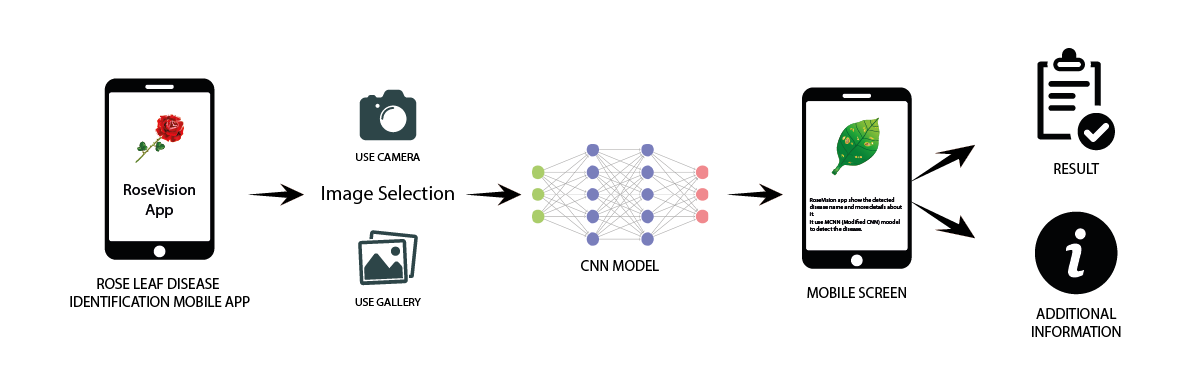 RoseVision
App
ROSE LEAF DISEASE
IDENTIFICATION MOBILE APP
USE CAMERA
Image Selection
USE GALLERY
CNN MODEL
RoseVision app show the detected
disease name and more details about
it.
It use MCNN (Modified CNN) moodel
to detect the disease.
MOBILE SCREEN
RESULT
ADDITIONAL
INFORMATION